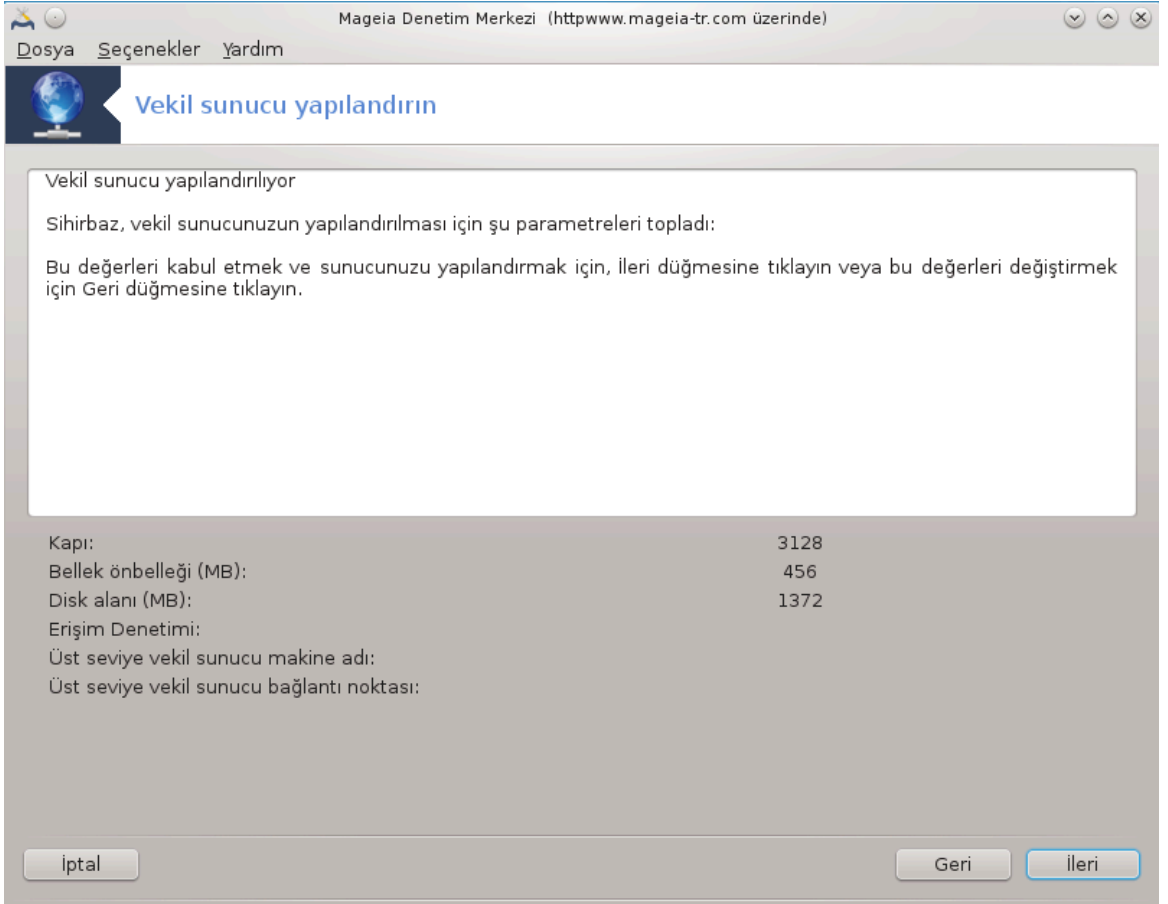 Mageia Denetim Merkezi (httpwww.mageia-tr.com üzerinde)
Dosya Seçenekler Yardım
Vekil sunucu yapılandırın
Vekil sunucu yapılandırılıyor
Sihirbaz, vekil sunucunuzun yapılandırılması için şu parametreleri topladı:
Bu değerleri kabul etmek ve sunucunuzu yapılandırmak için, İleri düğmesine tıklayın veya bu değerleri değiştirmek
için Geri düğmesine tıklayın.
Kapı: 3128
Bellek önbelleği (MB): 456
Disk alanı (MB): 1372
Erişim Denetimi:
Üst seviye vekil sunucu makine adı:
Üst seviye vekil sunucu bağlantı noktası:
İptal Geri İleri